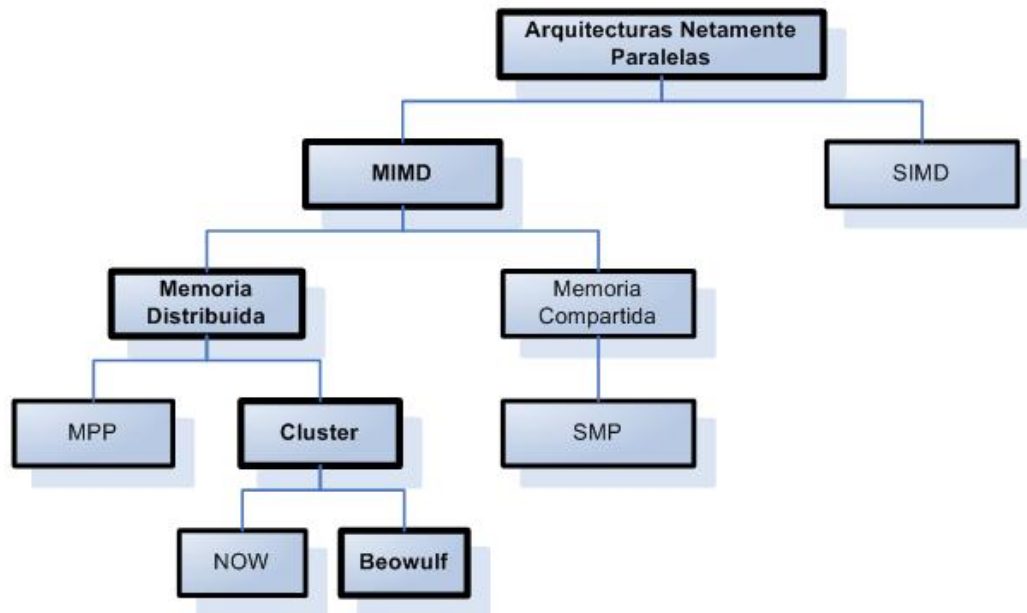 Arquitecturas Netamente
Paralelas
MIMD
SIMD
Memoria
Distribuida
Memoria
Compartida
MPP
Cluster
SMP
NOW
Beowulf